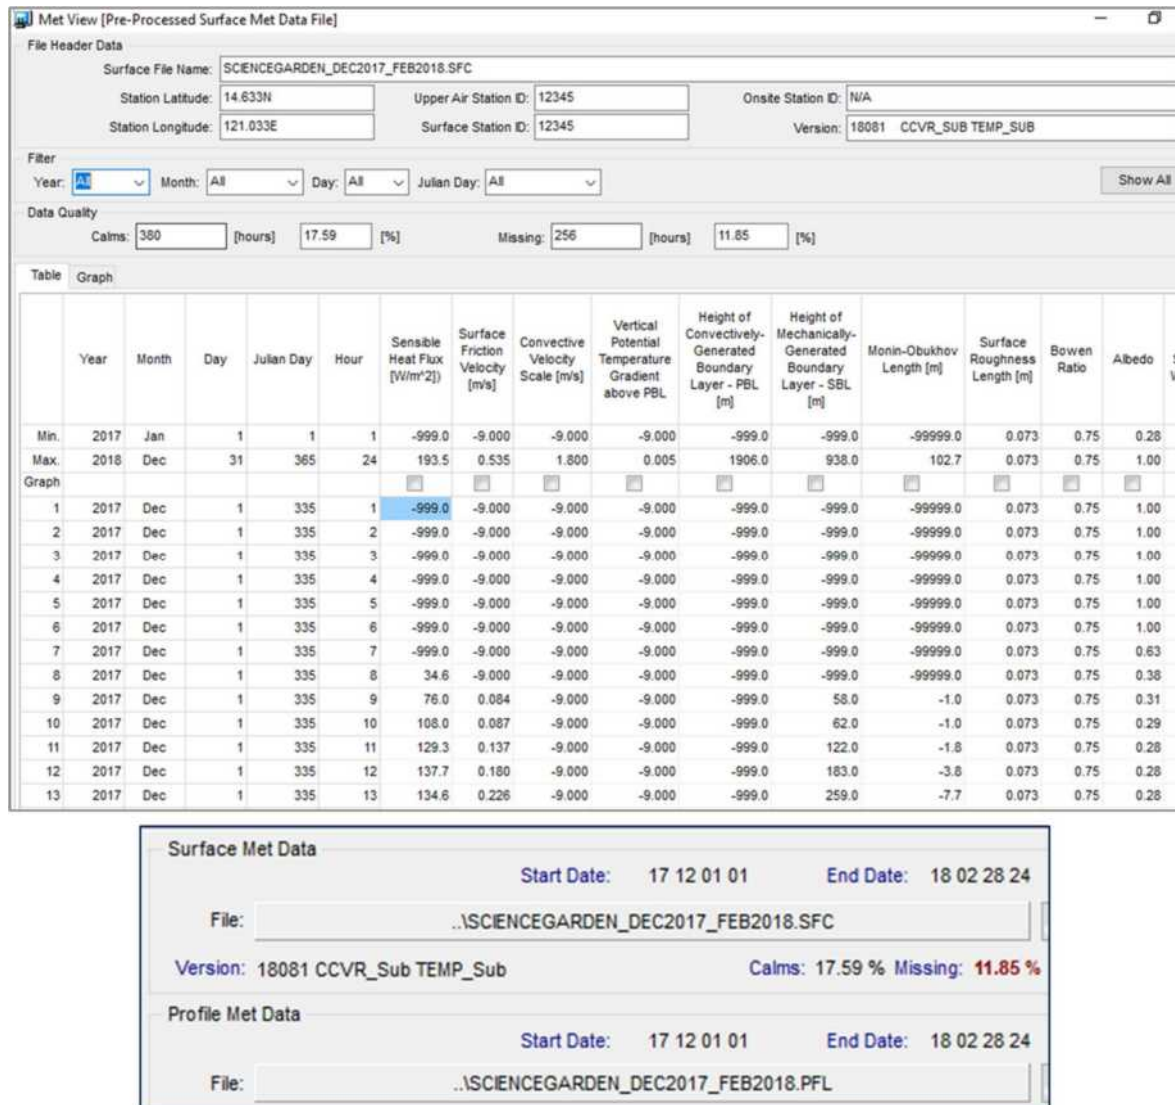 Met View [Pre-Processed Surface Met Data File]
File Header Data
Surface File Name: SCIENCEGARDEN_DEC2017_FEB2018.SFC
Station Latitude: 14.633N Upper Air Station ID: 12345 Onsite Station ID: N/A
Station Longitude: 121.033E Surface Station ID: 12345 Version: 18081 CCVR_SUB TEMP_SUB
Filter
Year: All Month: All Day: All Julian Day: All Show All
Data Quality
Calms: 380 [hours] 17.59 [%] Missing: 256 [hours] 11.85 [%]
Table Graph
Year Month Day Julian Day Hour Sensible Heat Flux [W/m^2]) Surface Friction Velocity [m/s] Convective Velocity Scale [m/s] Vertical Potential Temperature Gradient above PBL Height of Convectively-Generated Boundary Layer - PBL [m] Height of Mechanically-Generated Boundary Layer - SBL [m] Monin-Obukhov Length [m] Surface Roughness Length [m] Bowen Ratio Albedo
Min. 2017 Jan 1 1 1 -999.0 -9.000 -9.000 -9.000 -999.0 -999.0 -99999.0 0.073 0.75 0.28
Max. 2018 Dec 31 365 24 193.5 0.535 1.800 0.005 1906.0 938.0 102.7 0.073 0.75 1.00
Graph
1 2017 Dec 1 335 1 -999.0 -9.000 -9.000 -9.000 -999.0 -999.0 -99999.0 0.073 0.75 1.00
2 2017 Dec 1 335 2 -999.0 -9.000 -9.000 -9.000 -999.0 -999.0 -99999.0 0.073 0.75 1.00
3 2017 Dec 1 335 3 -999.0 -9.000 -9.000 -9.000 -999.0 -999.0 -99999.0 0.073 0.75 1.00
4 2017 Dec 1 335 4 -999.0 -9.000 -9.000 -9.000 -999.0 -999.0 -99999.0 0.073 0.75 1.00
5 2017 Dec 1 335 5 -999.0 -9.000 -9.000 -9.000 -999.0 -999.0 -99999.0 0.073 0.75 1.00
6 2017 Dec 1 335 6 -999.0 -9.000 -9.000 -9.000 -999.0 -999.0 -99999.0 0.073 0.75 1.00
7 2017 Dec 1 335 7 -999.0 -9.000 -9.000 -9.000 -999.0 -999.0 -99999.0 0.073 0.75 0.63
8 2017 Dec 1 335 8 34.6 -9.000 -9.000 -9.000 -999.0 -999.0 -99999.0 0.073 0.75 0.38
9 2017 Dec 1 335 9 76.0 0.084 -9.000 -9.000 -999.0 58.0 -1.0 0.073 0.75 0.31
10 2017 Dec 1 335 10 108.0 0.087 -9.000 -9.000 -999.0 62.0 -1.0 0.073 0.75 0.29
11 2017 Dec 1 335 11 129.3 0.137 -9.000 -9.000 -999.0 122.0 -1.8 0.073 0.75 0.28
12 2017 Dec 1 335 12 137.7 0.180 -9.000 -9.000 -999.0 183.0 -3.8 0.073 0.75 0.28
13 2017 Dec 1 335 13 134.6 0.226 -9.000 -9.000 -999.0 259.0 -7.7 0.073 0.75 0.28
Surface Met Data
Start Date: 17 12 01 01 End Date: 18 02 28 24
File: ..\SCIENCEGARDEN_DEC2017_FEB2018.SFC
Version: 18081 CCVR_Sub TEMP_Sub Calms: 17.59 % Missing: 11.85 %
Profile Met Data
Start Date: 17 12 01 01 End Date: 18 02 28 24
File: ..\SCIENCEGARDEN_DEC2017_FEB2018.PFL